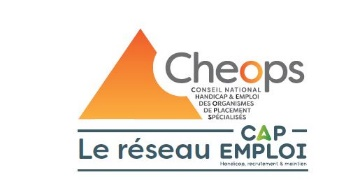 Cheops
CONSEIL NATIONAL
HANDICAP & EMPLOI
DES ORGANISMES
DE PLACEMENT
SPÉCIALISÉS
Le réseau CAP EMPLOI
Handicap, recrutement & maintien